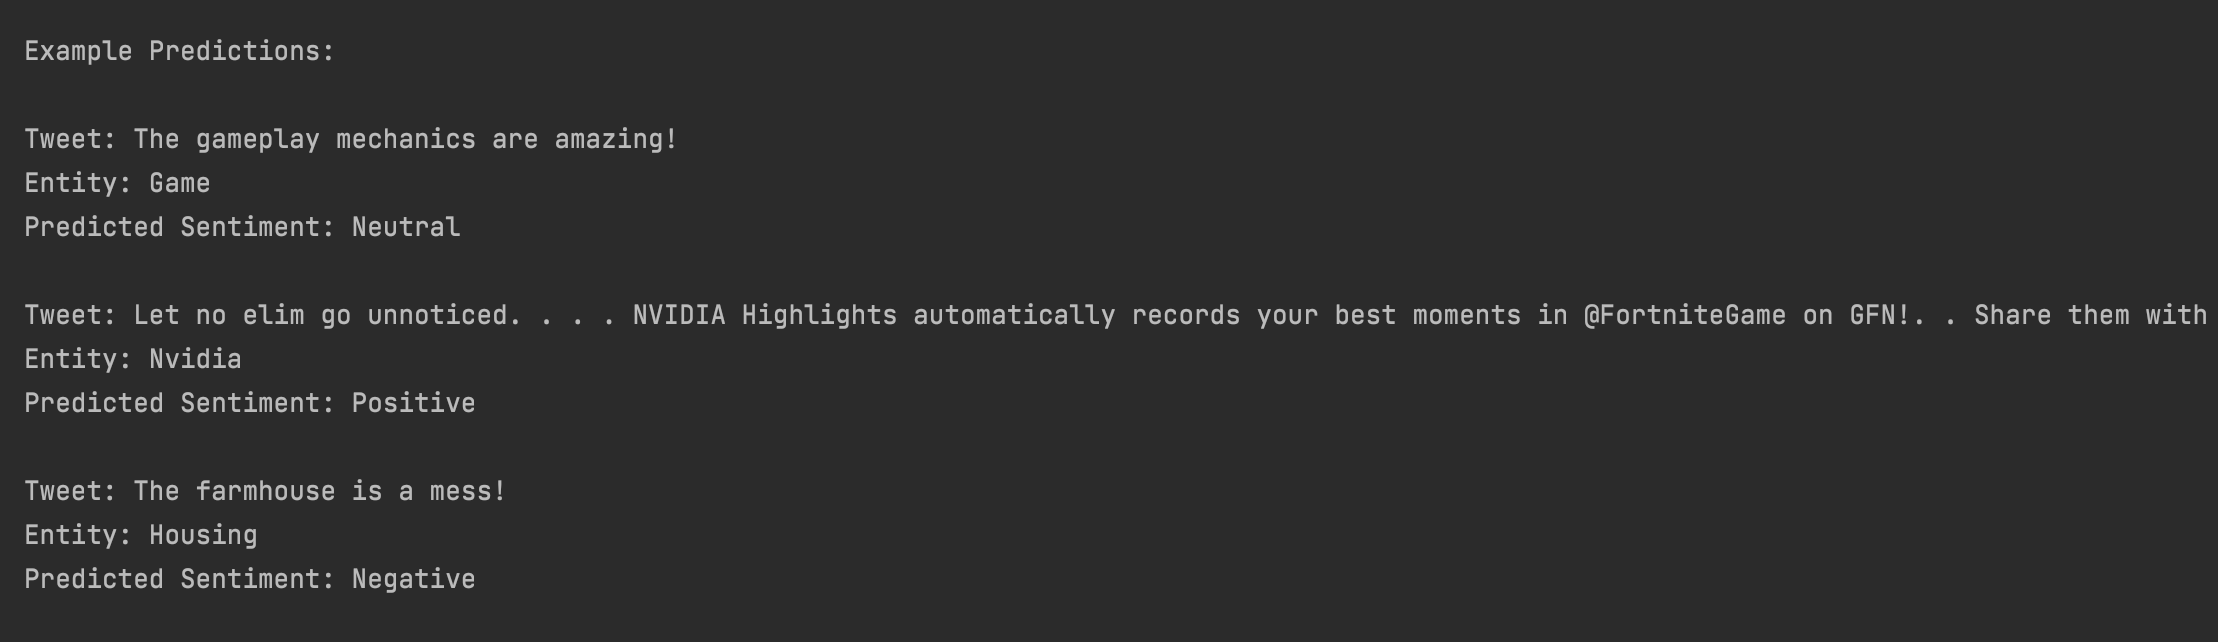 Example Predictions:
Tweet: The gameplay mechanics are amazing!
Entity: Game
Predicted Sentiment: Neutral
Tweet: Let no elim go unnoticed. . . . NVIDIA Highlights automatically records your best moments in @FortniteGame on GFN!. . Share them with
Entity: Nvidia
Predicted Sentiment: Positive
Tweet: The farmhouse is a mess!
Entity: Housing
Predicted Sentiment: Negative